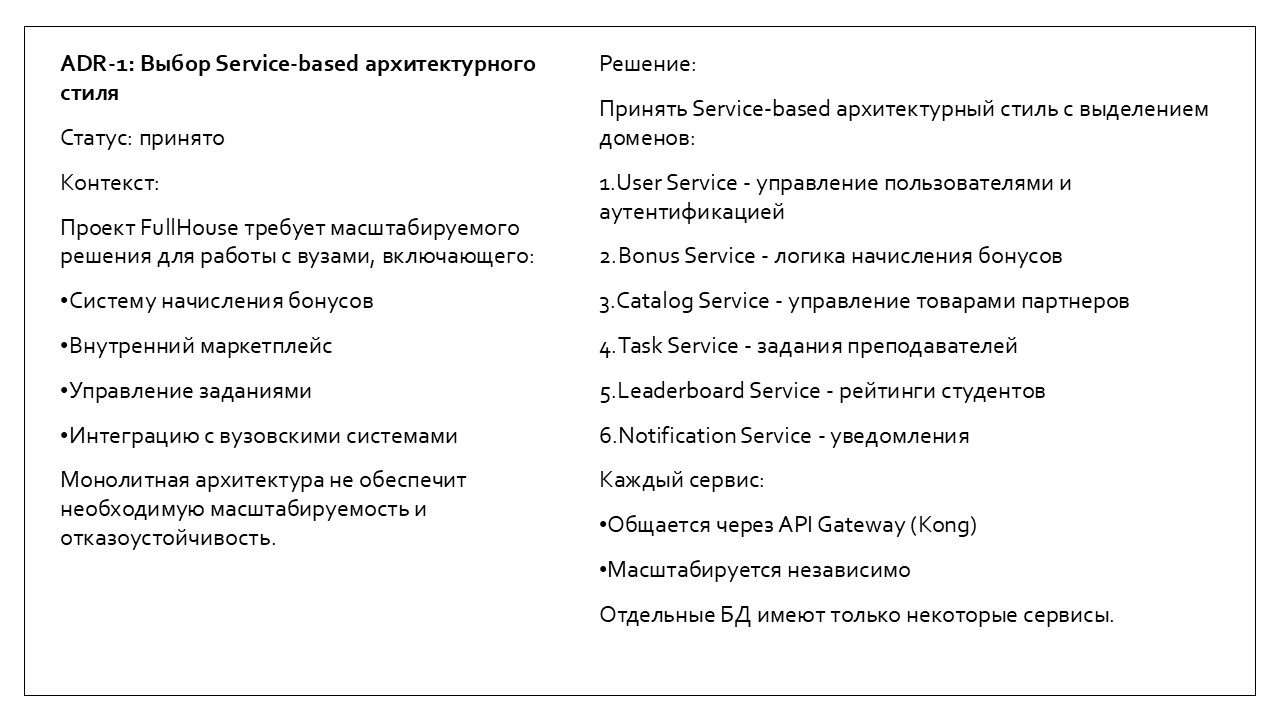 ADR-1: Выбор Service-based архитектурного
стиля
Статус: принято
Контекст:
Проект FullHouse требует масштабируемого
решения для работы с вузами, включающего:
•Систему начисления бонусов
•Внутренний маркетплейс
•Управление заданиями
•Интеграцию с вузовскими системами
Монолитная архитектура не обеспечит
необходимую масштабируемость и
отказоустойчивость.
Решение:
Принять Service-based архитектурный стиль с выделением
доменов:
1.User Service - управление пользователями и
аутентификацией
2.Bonus Service - логика начисления бонусов
3.Catalog Service - управление товарами партнеров
4.Task Service - задания преподавателей
5.Leaderboard Service - рейтинги студентов
6.Notification Service - уведомления
Каждый сервис:
•Общается через API Gateway (Kong)
•Масштабируется независимо
Отдельные БД имеют только некоторые сервисы.